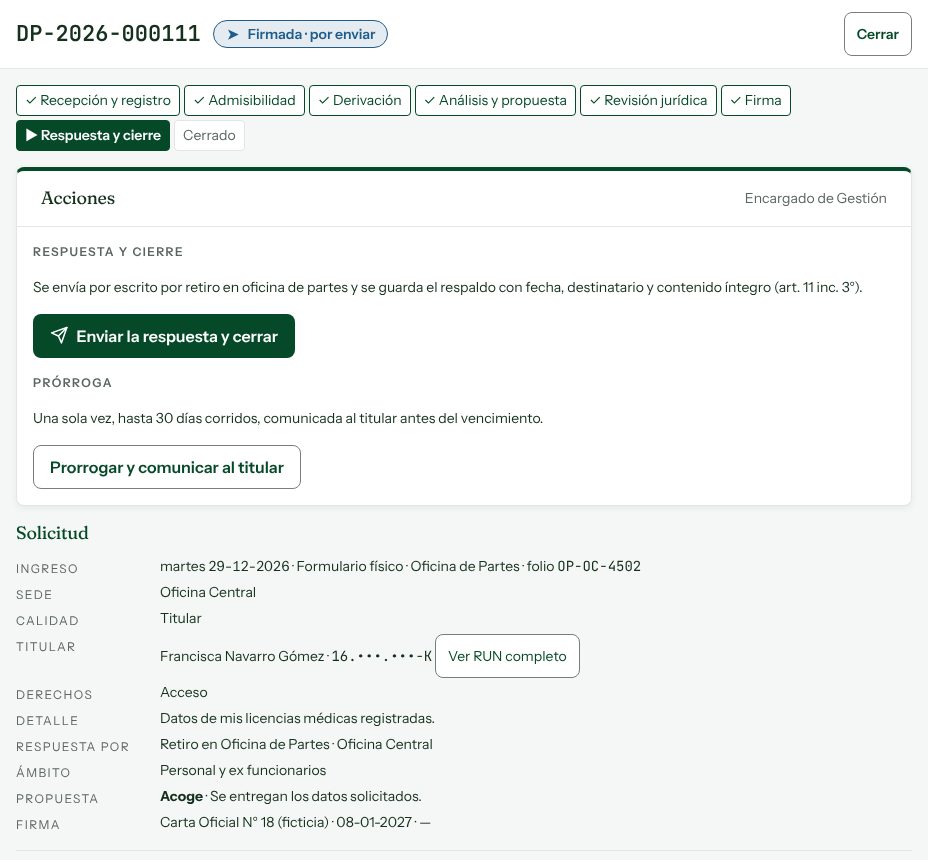 DP-2026-000111
➤ Firmada · por enviar
Cerrar
✓ Recepción y registro
✓ Admisibilidad
✓ Derivación
✓ Análisis y propuesta
✓ Revisión jurídica
✓ Firma
▶ Respuesta y cierre
Cerrado
Acciones
Encargado de Gestión
RESPUESTA Y CIERRE
Se envía por escrito por retiro en oficina de partes y se guarda el respaldo con fecha, destinatario y contenido íntegro (art. 11 inc. 3°).
Enviar la respuesta y cerrar
PRÓRROGA
Una sola vez, hasta 30 días corridos, comunicada al titular antes del vencimiento.
Prorrogar y comunicar al titular
Solicitud
INGRESO martes 29-12-2026 · Formulario físico · Oficina de Partes · folio OP-OC-4502
SEDE Oficina Central
CALIDAD Titular
TITULAR Francisca Navarro Gómez · 16.•••.•••-K Ver RUN completo
DERECHOS Acceso
DETALLE Datos de mis licencias médicas registradas.
RESPUESTA POR Retiro en Oficina de Partes · Oficina Central
ÁMBITO Personal y ex funcionarios
PROPUESTA Acoge · Se entregan los datos solicitados.
FIRMA Carta Oficial N° 18 (ficticia) · 08-01-2027 · —